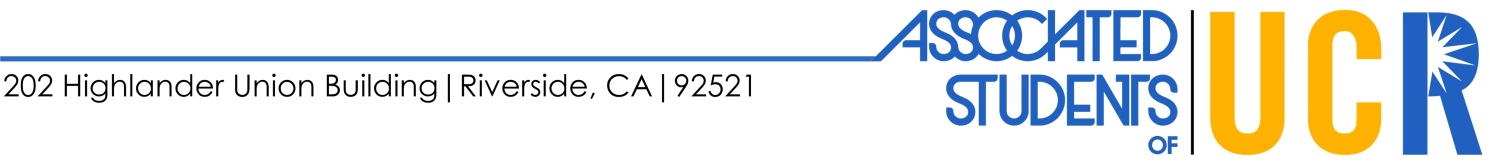 ASSOCIATED
STUDENTS
OF
UCR
202 Highlander Union Building|Riverside, CA|92521